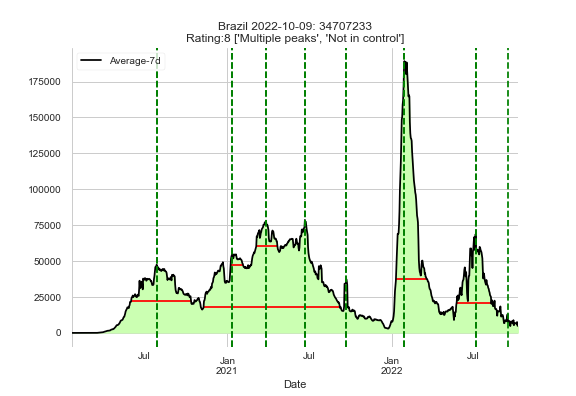 Brazil 2022-10-09: 34707233
Rating:8 ['Multiple peaks', 'Not in control']
Average-7d
175000
150000
125000
100000
75000
50000
25000
0
Jul
Jan
2021
Jul
Jan
2022
Jul
Date